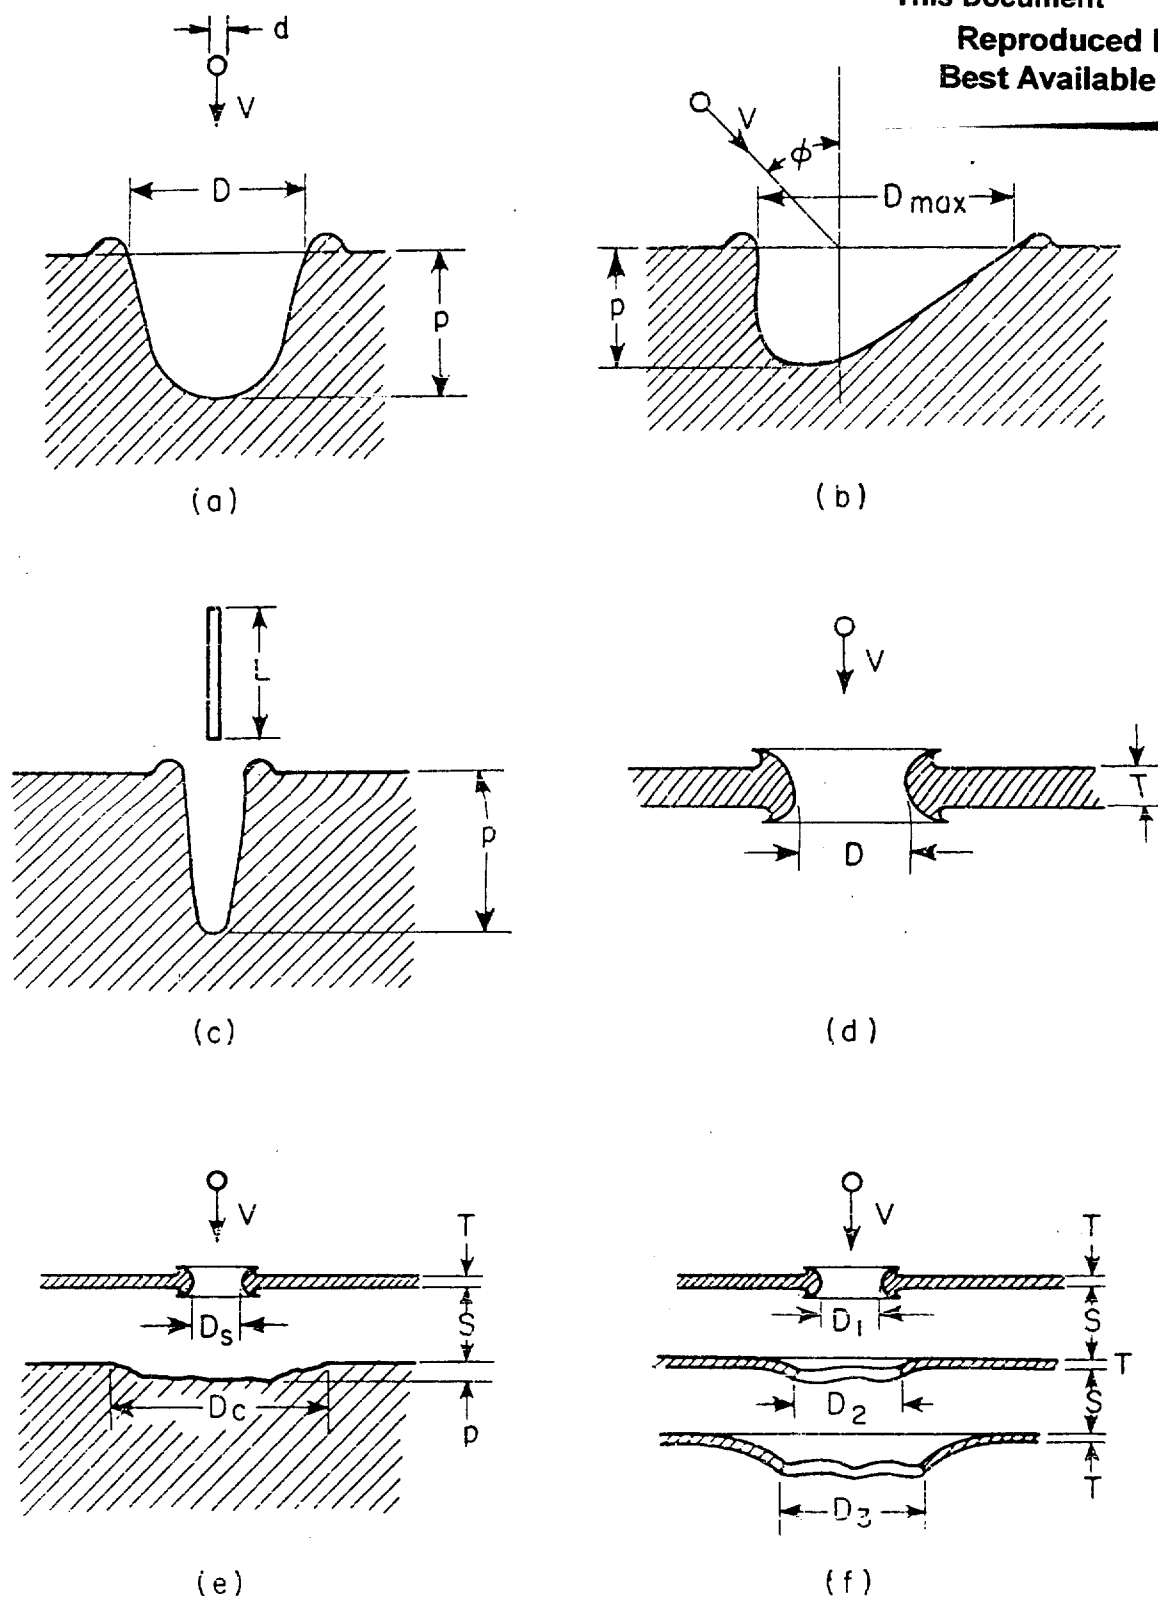 This Document
Reproduced
Best Available
d
V
D
p
(a)
V
φ
D max
p
(b)
L
p
(c)
V
T
D
(d)
V
T
S
Ds
Dc
p
(e)
V
T
S
D1
T
S
D2
T
D3
(f)